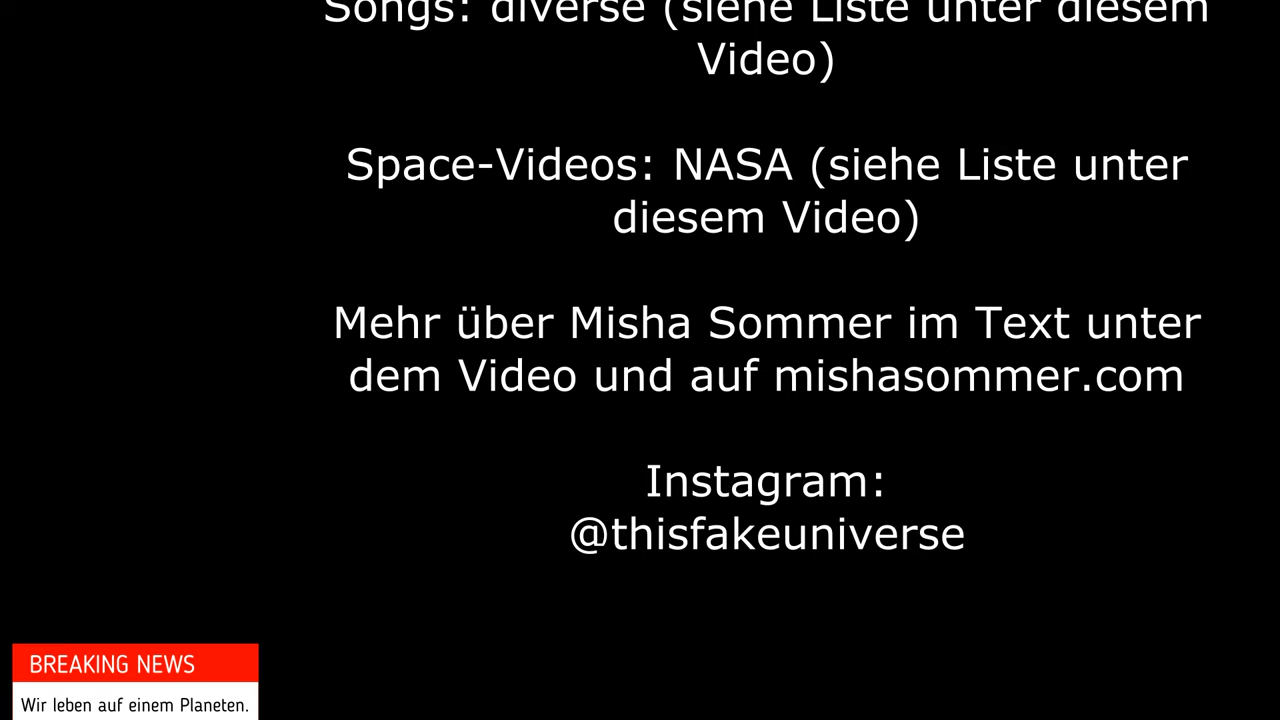 Songs: diverse (siehe Liste unter diesem
Video)
Space-Videos: NASA (siehe Liste unter
diesem Video)
Mehr über Misha Sommer im Text unter
dem Video und auf mishasommer.com
Instagram:
@thisfakeuniverse
BREAKING NEWS
Wir leben auf einem Planeten.